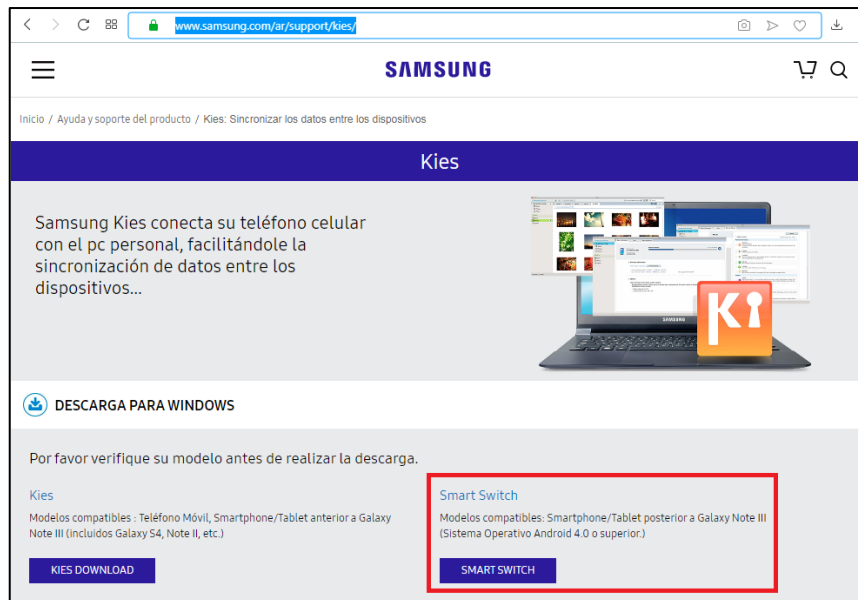 www.samsung.com/ar/support/kies/
SAMSUNG
Inicio / Ayuda y soporte del producto / Kies: Sincronizar los datos entre los dispositivos
Kies
Samsung Kies conecta su teléfono celular
con el pc personal, facilitándole la
sincronización de datos entre los
dispositivos...
SAMSUNG
Ki
DESCARGA PARA WINDOWS
Por favor verifique su modelo antes de realizar la descarga.
Kies
Modelos compatibles : Teléfono Móvil, Smartphone/Tablet anterior a Galaxy
Note III (incluidos Galaxy S4, Note II, etc.)
KIES DOWNLOAD
Smart Switch
Modelos compatibles: Smartphone/Tablet posterior a Galaxy Note III
(Sistema Operativo Android 4.0 o superior.)
SMART SWITCH